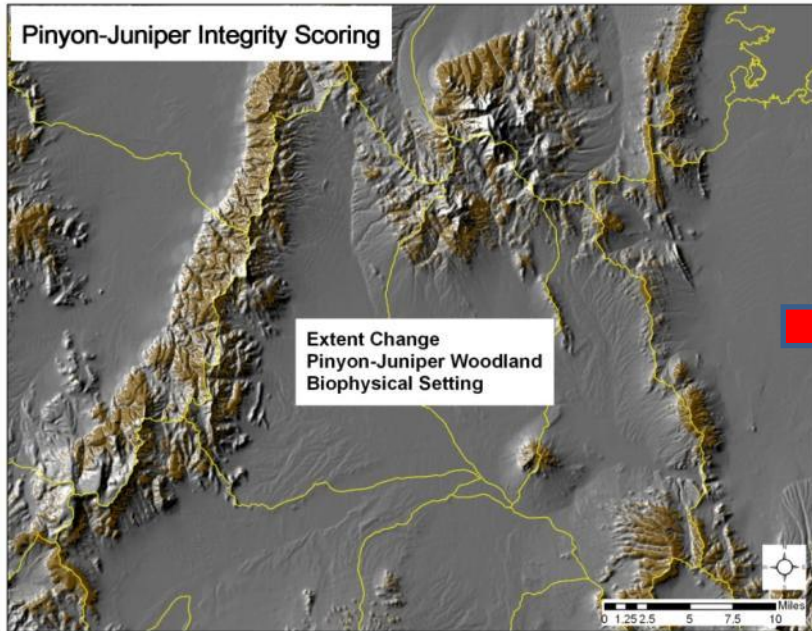 Pinyon-Juniper Integrity Scoring
Extent Change
Pinyon-Juniper Woodland
Biophysical Setting
Miles
0 1.25 2.5 5 7.5 10